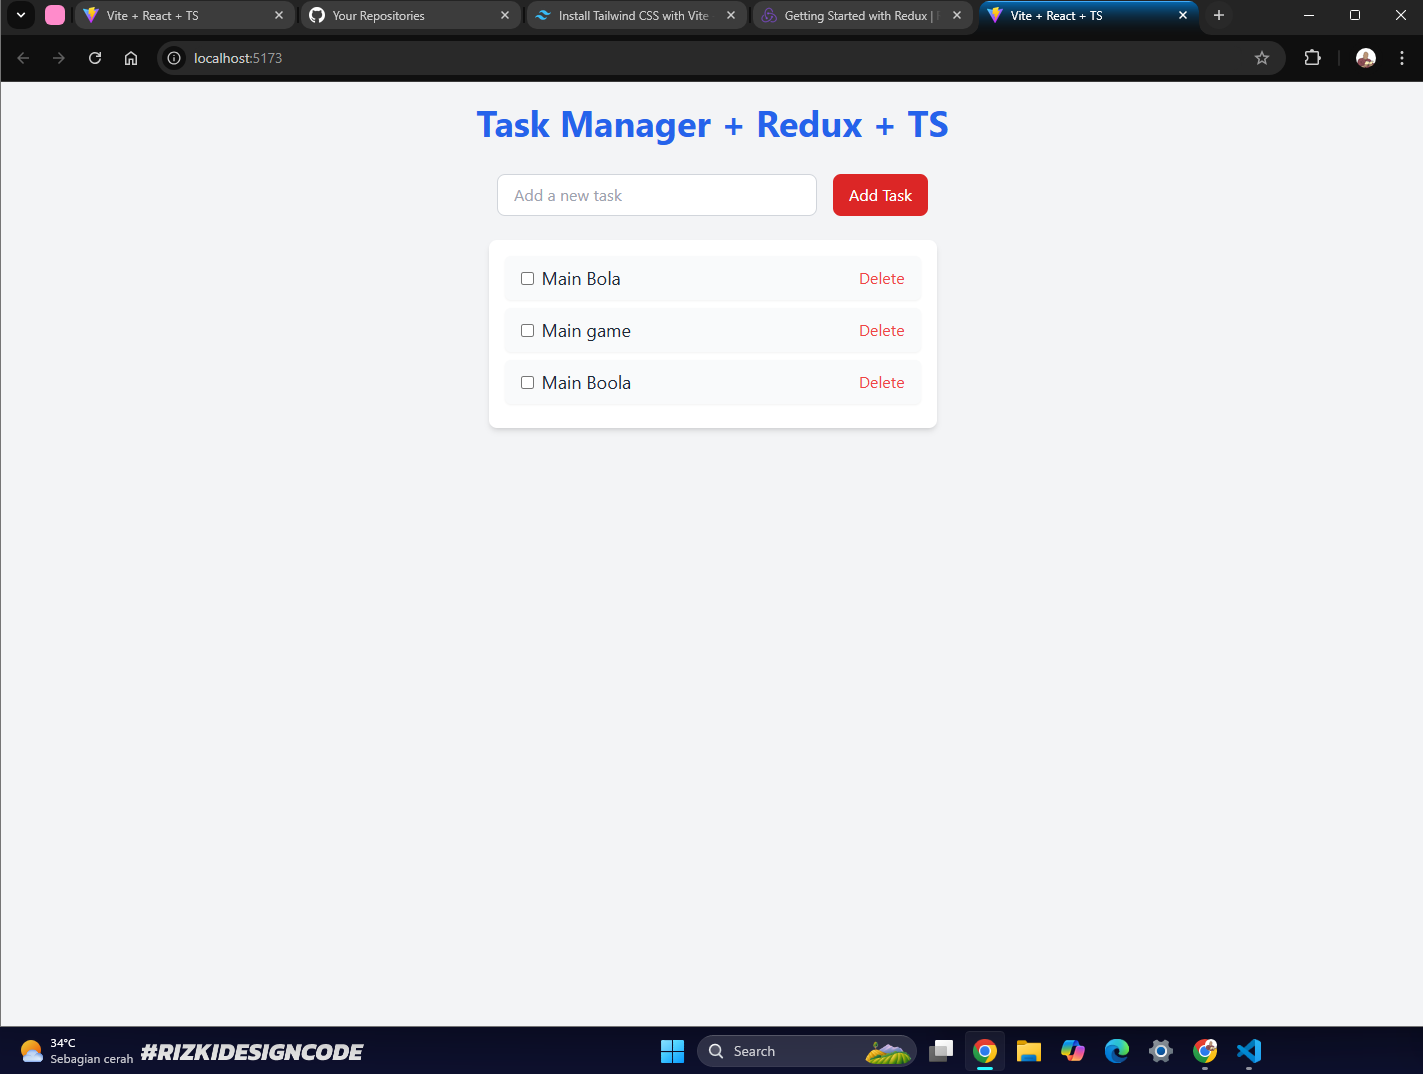 Vite + React + TS
Your Repositories
Install Tailwind CSS with Vite
Getting Started with Redux |
Vite + React + TS
localhost:5173
Task Manager + Redux + TS
Add a new task
Add Task
Main Bola
Delete
Main game
Delete
Main Boola
Delete
34°C
Sebagian cerah
#RIZKIDESIGNCODE
Search